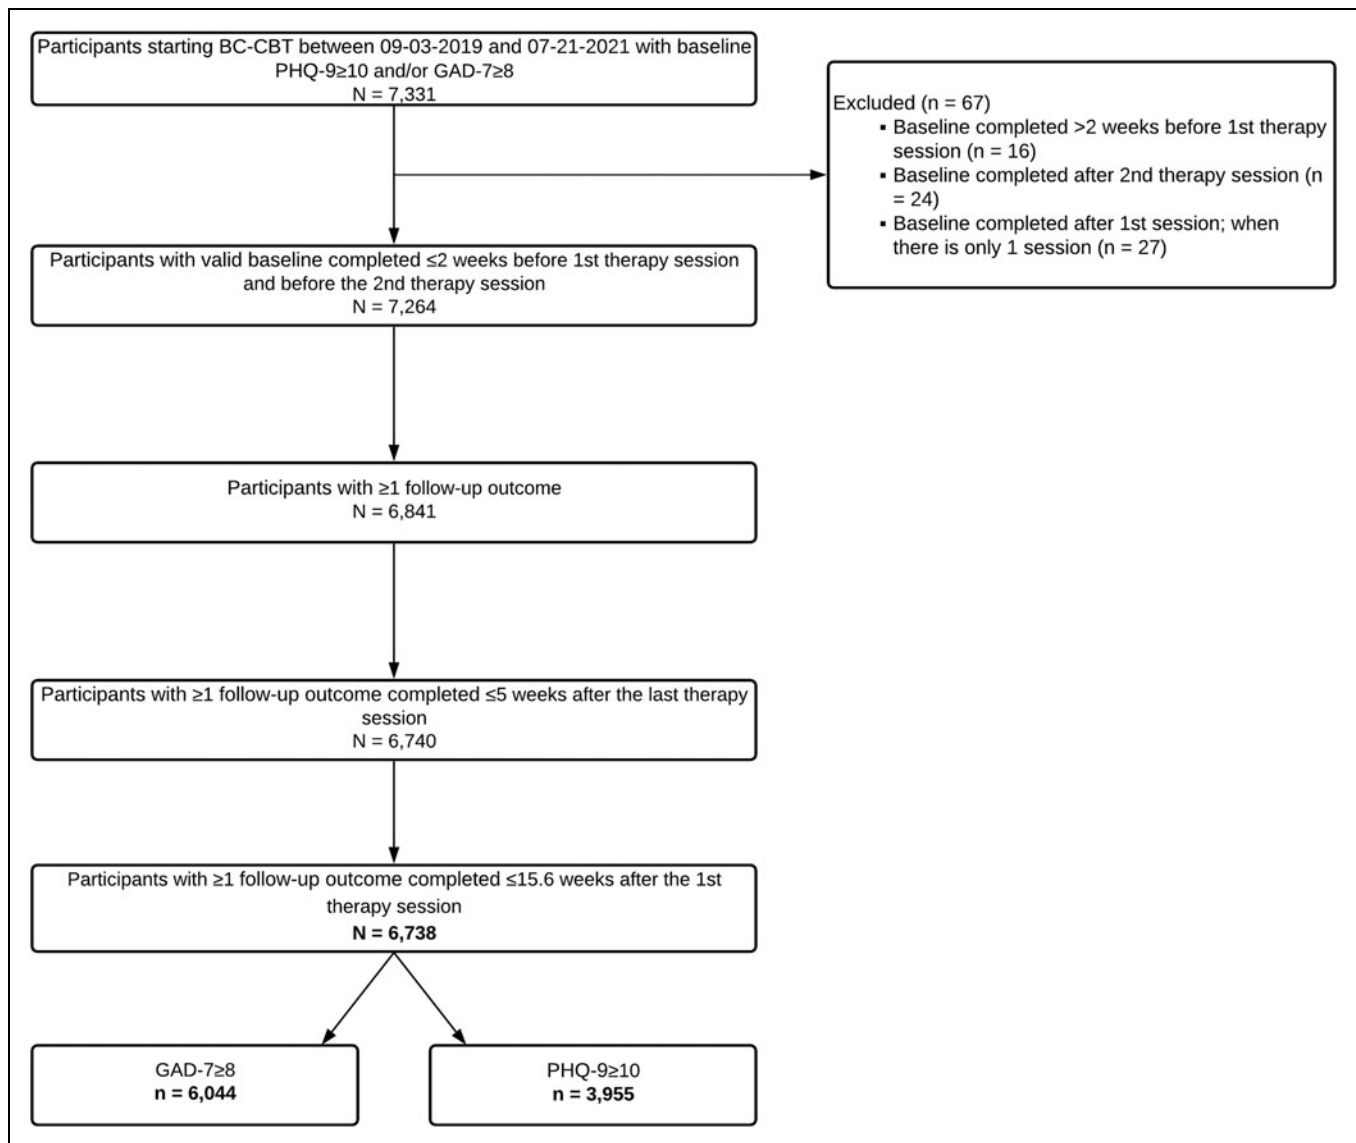 Participants starting BC-CBT between 09-03-2019 and 07-21-2021 with baseline
PHQ-9≥10 and/or GAD-7≥8
N = 7,331
Excluded (n = 67)
▪ Baseline completed >2 weeks before 1st therapy
session (n = 16)
▪ Baseline completed after 2nd therapy session (n
= 24)
▪ Baseline completed after 1st session; when
there is only 1 session (n = 27)
Participants with valid baseline completed ≤2 weeks before 1st therapy session
and before the 2nd therapy session
N = 7,264
Participants with ≥1 follow-up outcome
N = 6,841
Participants with ≥1 follow-up outcome completed ≤5 weeks after the last therapy
session
N = 6,740
Participants with ≥1 follow-up outcome completed ≤15.6 weeks after the 1st
therapy session
N = 6,738
GAD-7≥8
n = 6,044
PHQ-9≥10
n = 3,955